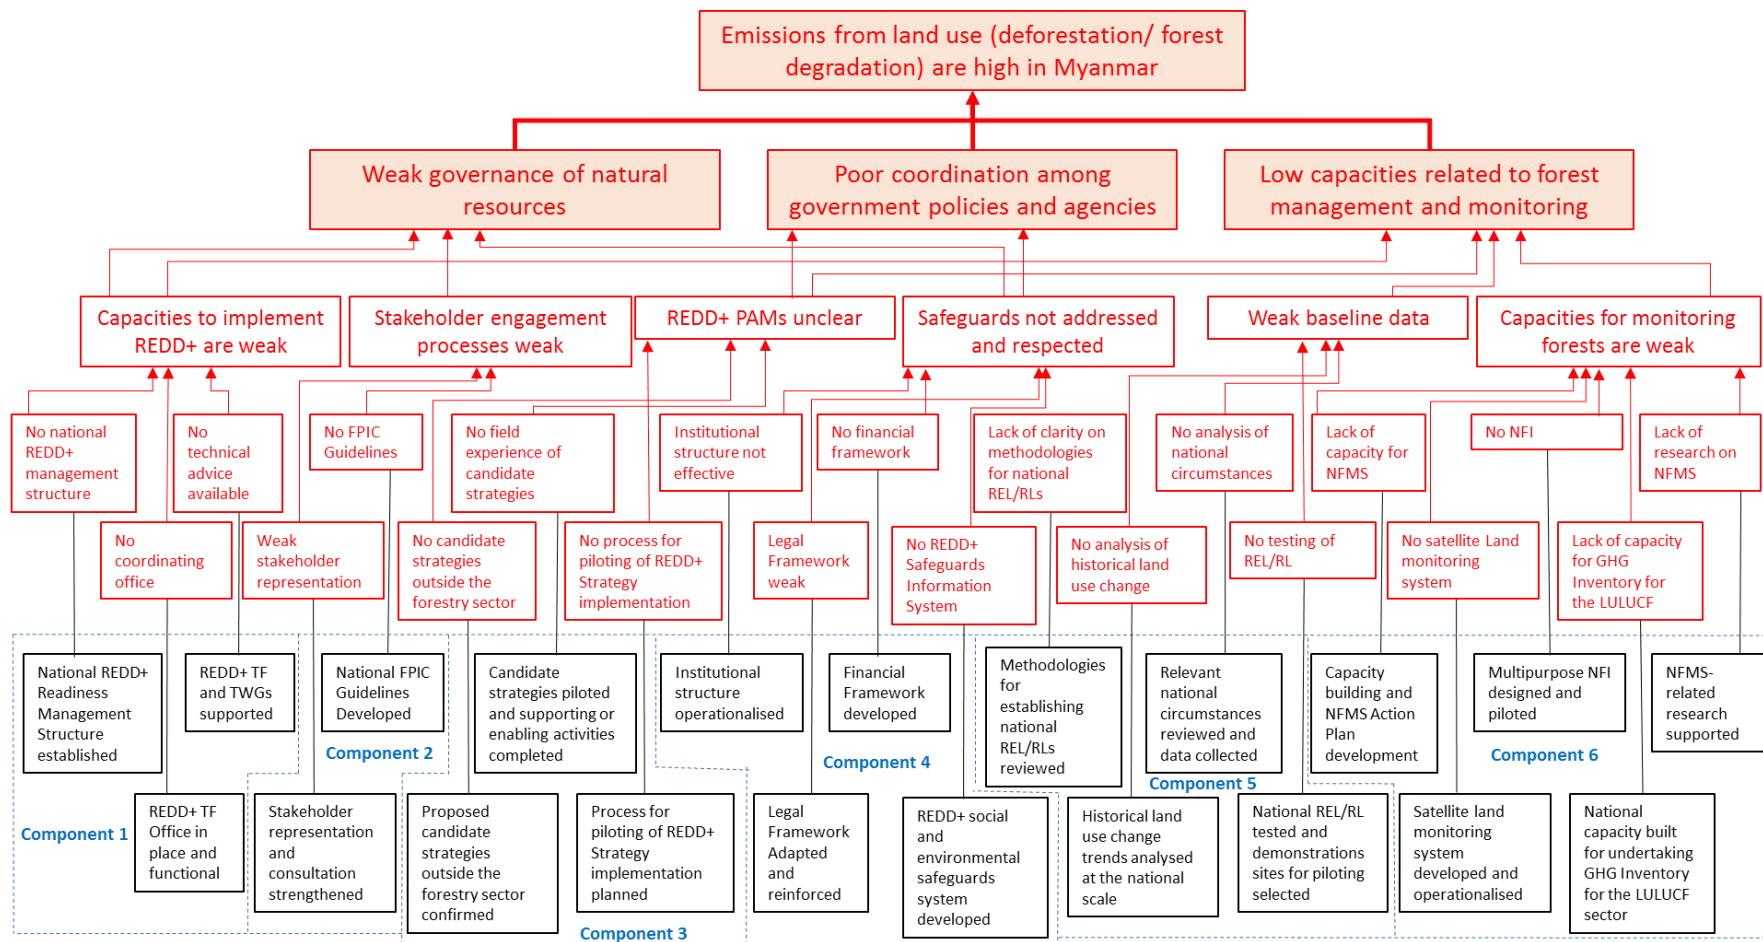 Emissions from land use (deforestation/ forest
degradation) are high in Myanmar
Weak governance of natural
resources
Poor coordination among
government policies and agencies
Low capacities related to forest
management and monitoring
Capacities to implement
REDD+ are weak
Stakeholder engagement
processes weak
REDD+ PAMs unclear
Safeguards not addressed
and respected
Weak baseline data
Capacities for monitoring
forests are weak
No national
REDD+
management
structure
No
technical
advice
available
No FPIC
Guidelines
No field
experience of
candidate
strategies
Institutional
structure not
effective
No financial
framework
Lack of clarity on
methodologies
for national
REL/RLs
No analysis of
national
circumstances
Lack of
capacity for
NFMS
No NFI
Lack of
research on
NFMS
No
coordinating
office
Weak
stakeholder
representation
No candidate
strategies
outside the
forestry sector
No process for
piloting of REDD+
Strategy
implementation
Legal
Framework
weak
No REDD+
Safeguards
Information
System
No analysis of
historical land
use change
No testing of
REL/RL
No satellite Land
monitoring
system
Lack of capacity
for GHG
Inventory for
the LULUCF
National REDD+
Readiness
Management
Structure
established
REDD+ TF
and TWGs
supported
National FPIC
Guidelines
Developed
Candidate
strategies piloted
and supporting or
enabling activities
completed
Institutional
structure
operationalised
Financial
Framework
developed
Methodologies
for
establishing
national
REL/RLs
reviewed
Relevant
national
circumstances
reviewed and
data collected
Capacity
building and
NFMS Action
Plan
development
Multipurpose NFI
designed and
piloted
NFMS-
related
research
supported
Component 2
Component 4
Component 5
Component 6
Component 1
REDD+ TF
Office in
place and
functional
Stakeholder
representation
and
consultation
strengthened
Proposed
candidate
strategies
outside the
forestry sector
confirmed
Process for
piloting of REDD+
Strategy
implementation
planned
Legal
Framework
Adapted
and
reinforced
REDD+ social
and
environmental
safeguards
system
developed
Historical land
use change
trends analysed
at the national
scale
National REL/RL
tested and
demonstrations
sites for piloting
selected
Satellite land
monitoring
system
developed and
operationalised
National
capacity built
for undertaking
GHG Inventory
for the LULUCF
sector
Component 3